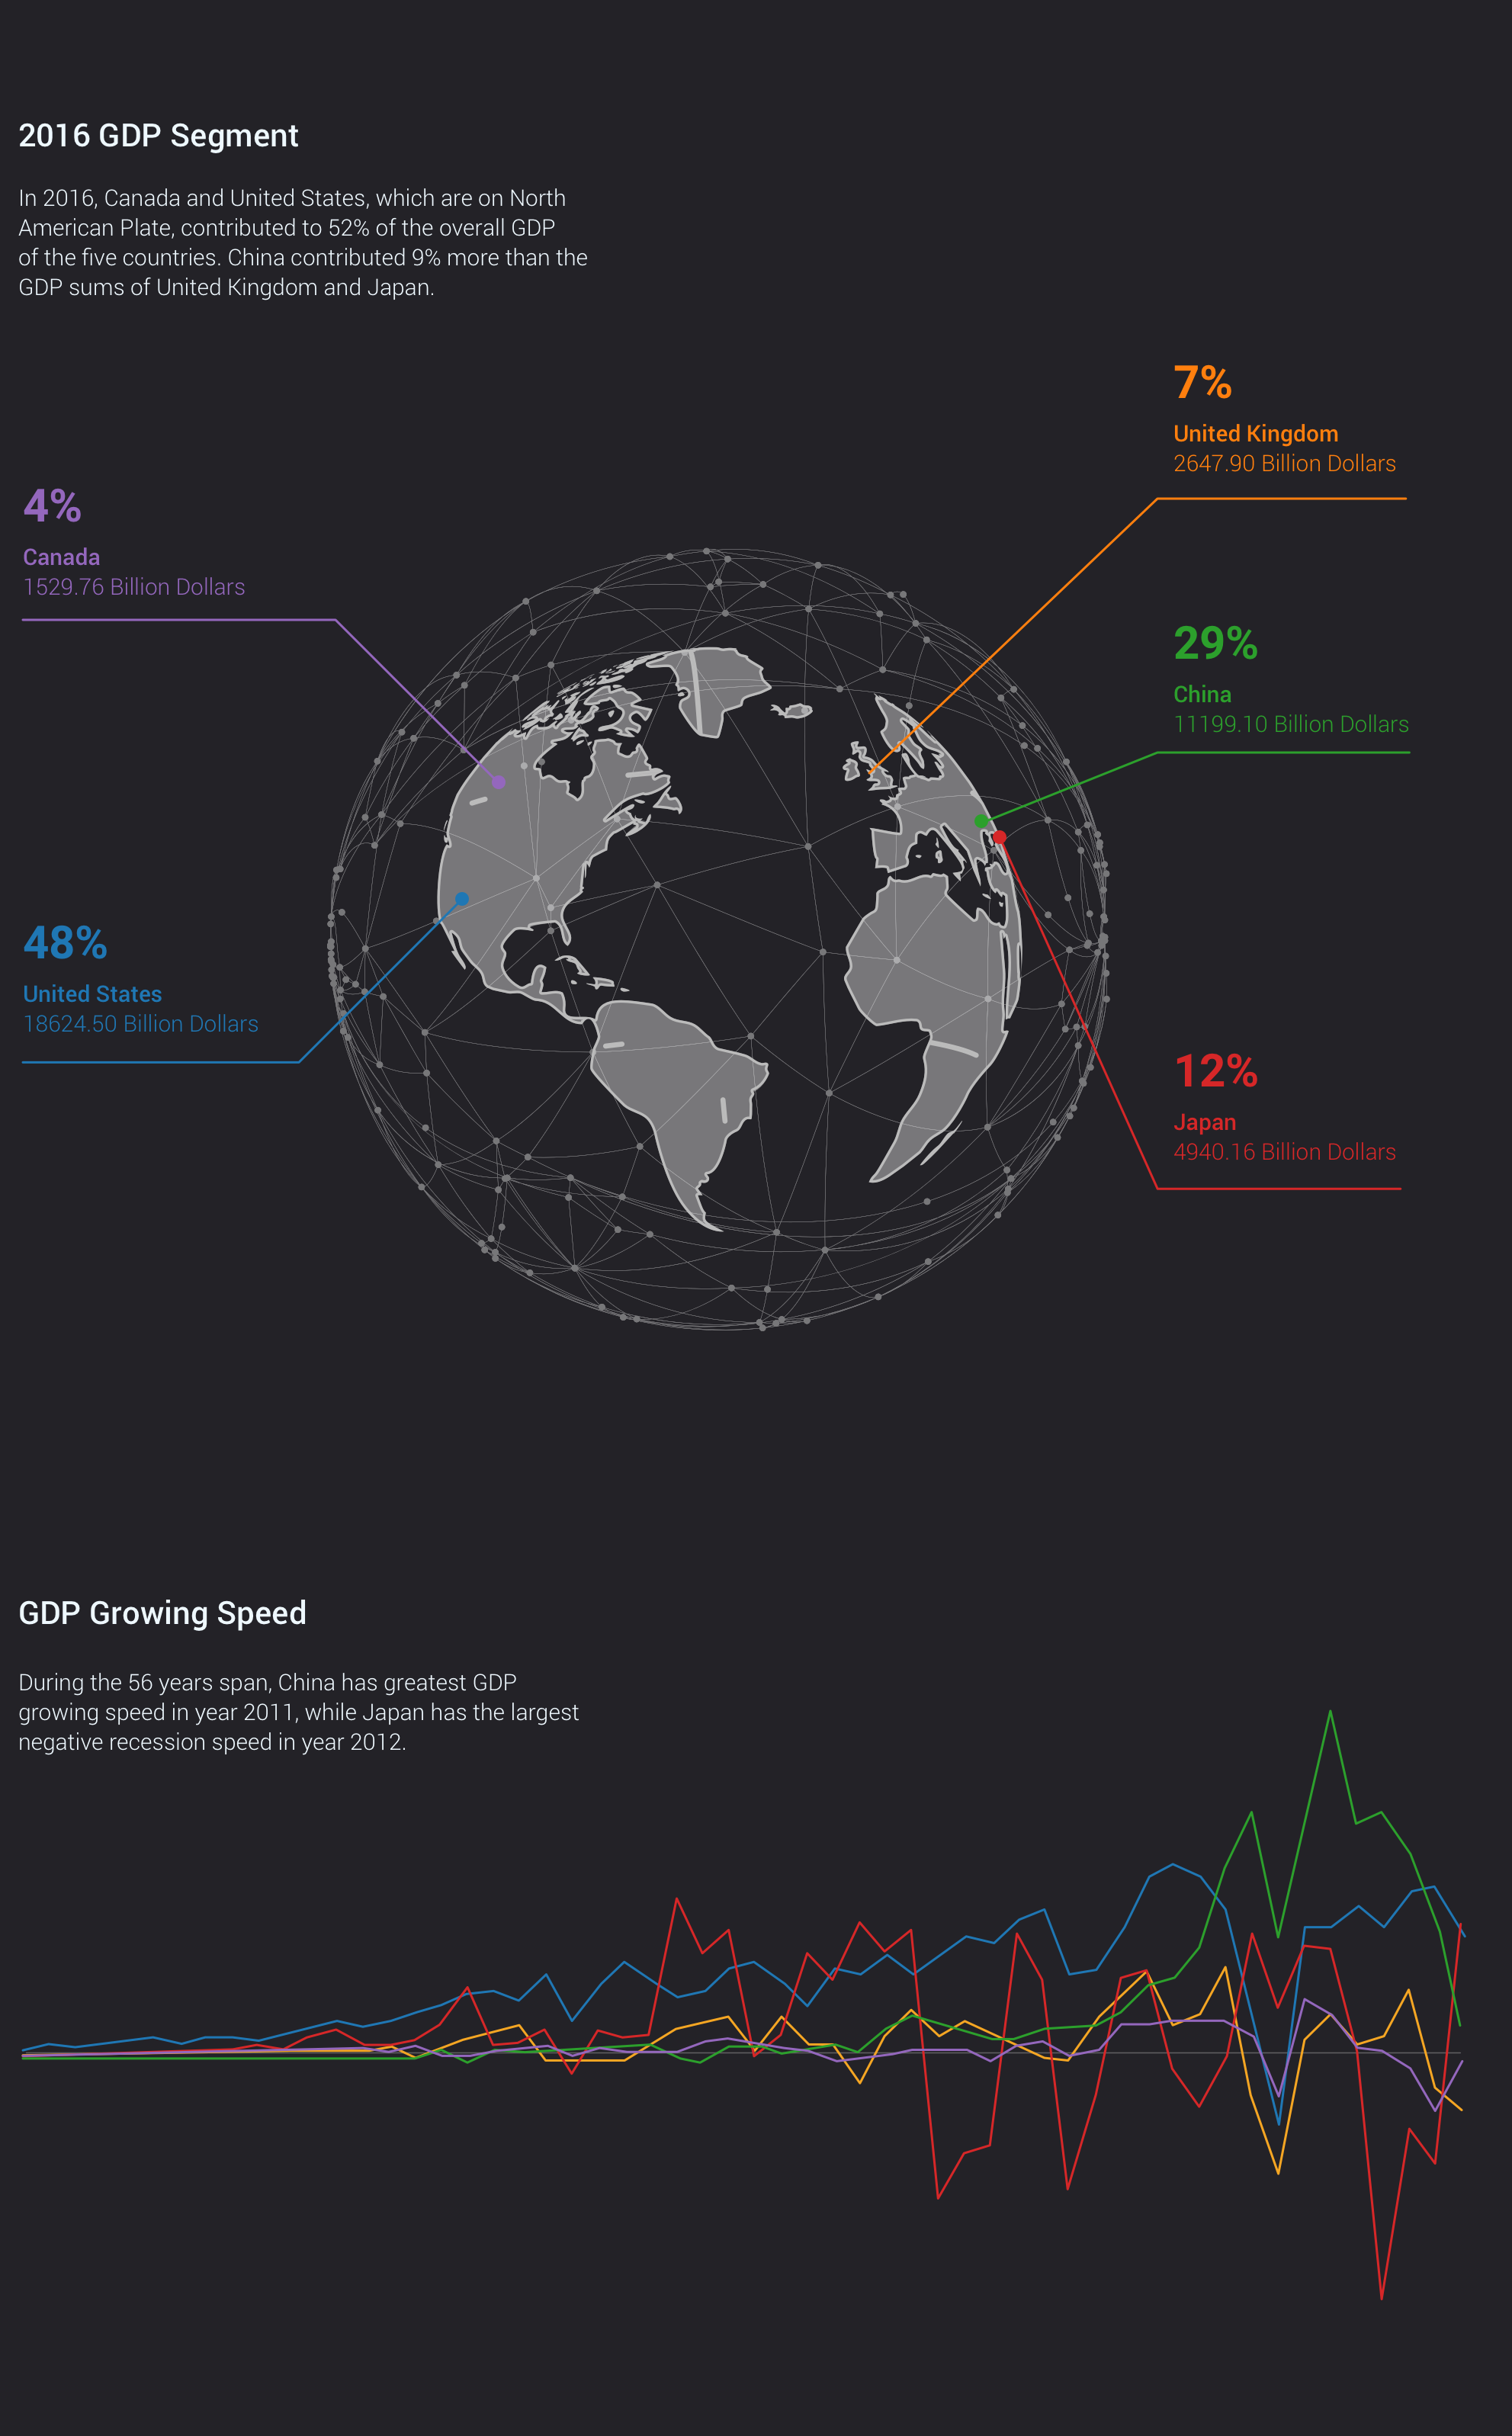 2016 GDP Segment
In 2016, Canada and United States, which are on North
American Plate, contributed to 52% of the overall GDP
of the five countries. China contributed 9% more than the
GDP sums of United Kingdom and Japan.
7%
United Kingdom
2647.90 Billion Dollars
4%
Canada
1529.76 Billion Dollars
29%
China
11199.10 Billion Dollars
48%
United States
18624.50 Billion Dollars
12%
Japan
4940.16 Billion Dollars
GDP Growing Speed
During the 56 years span, China has greatest GDP
growing speed in year 2011, while Japan has the largest
negative recession speed in year 2012.